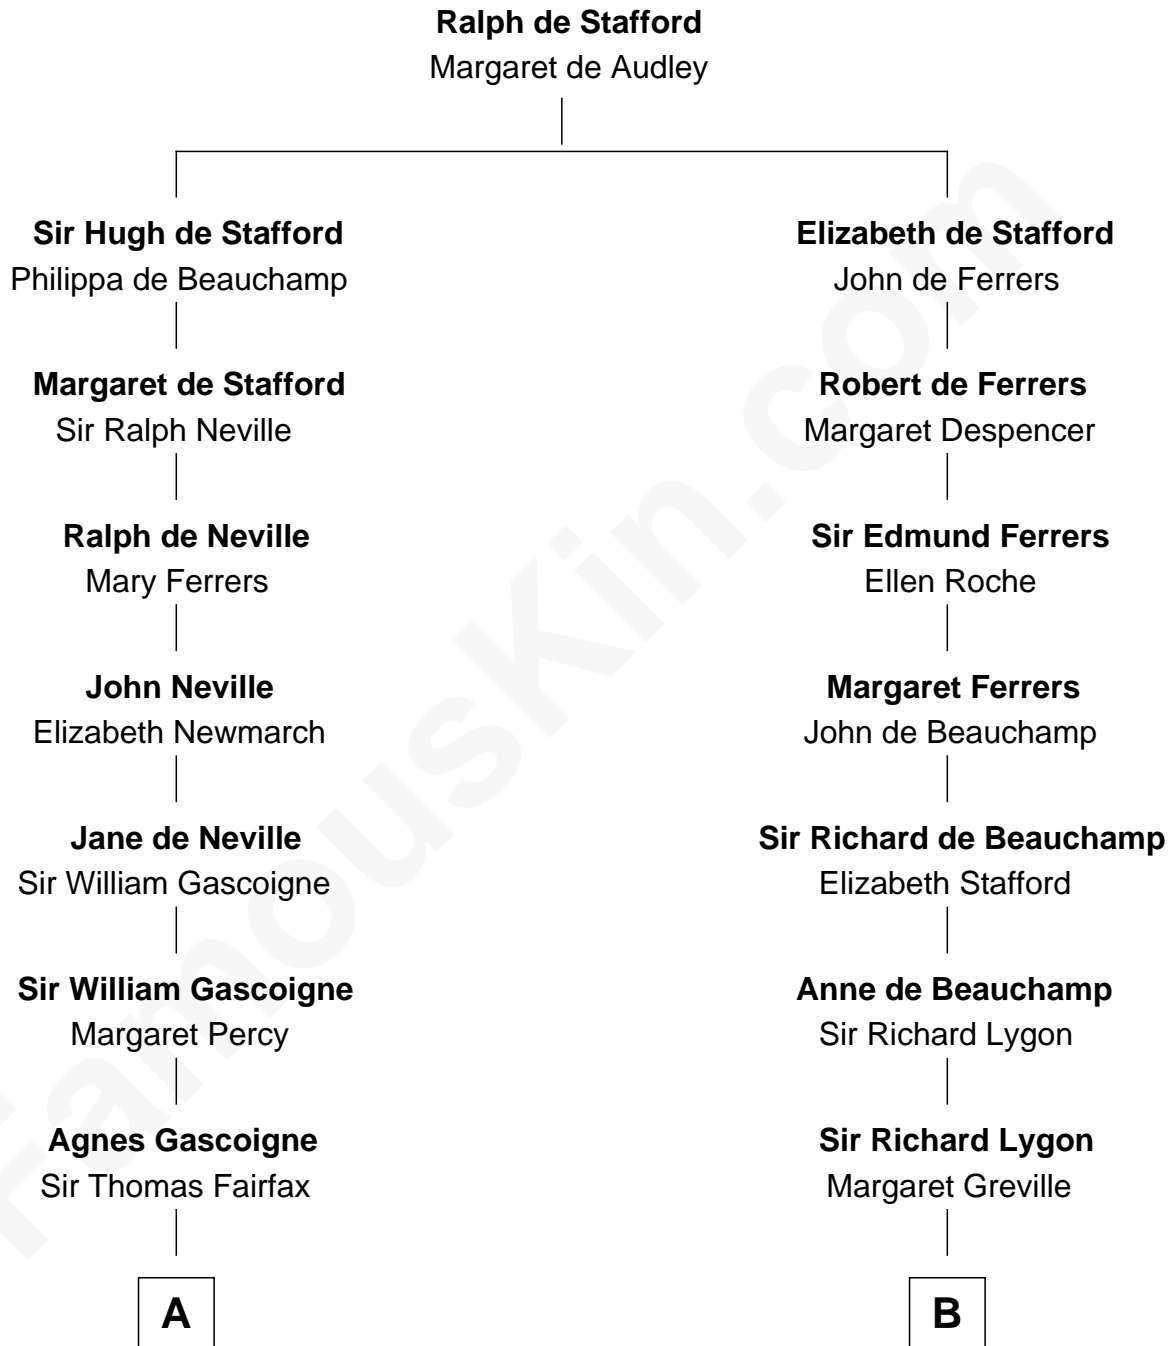 Ralph de Stafford
Margaret de Audley
Sir Hugh de Stafford
Philippa de Beauchamp
Elizabeth de Stafford
John de Ferrers
Margaret de Stafford
Sir Ralph Neville
Robert de Ferrers
Margaret Despencer
Ralph de Neville
Mary Ferrers
Sir Edmund Ferrers
Ellen Roche
John Neville
Elizabeth Newmarch
Margaret Ferrers
John de Beauchamp
Jane de Neville
Sir William Gascoigne
Sir Richard de Beauchamp
Elizabeth Stafford
Sir William Gascoigne
Margaret Percy
Anne de Beauchamp
Sir Richard Lygon
Agnes Gascoigne
Sir Thomas Fairfax
Sir Richard Lygon
Margaret Greville
A
B
FamousKin.com